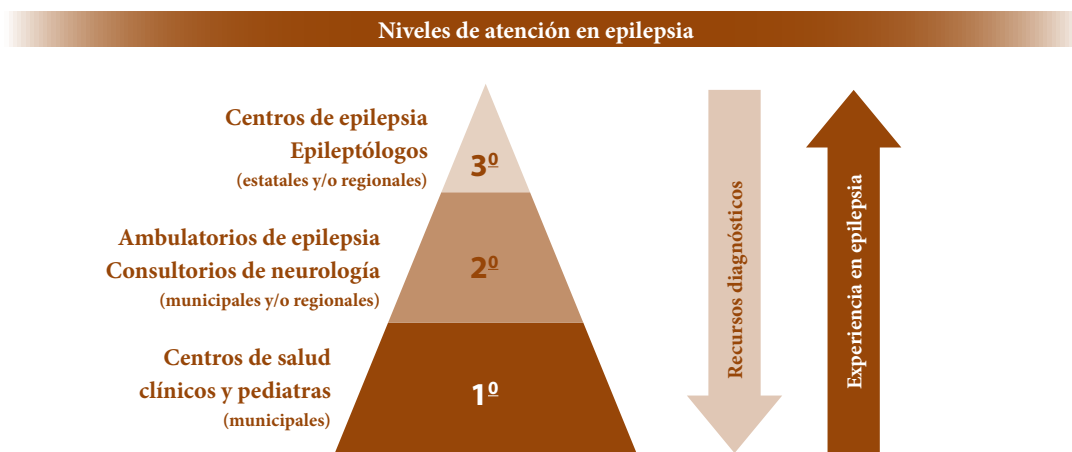 Niveles de atención en epilepsia
Centros de epilepsia
Epileptólogos
(estatales y/o regionales)
3º
Ambulatorios de epilepsia
Consultorios de neurología
(municipales y/o regionales)
2º
Centros de salud
clínicos y pediatras
(municipales)
1º
Recursos diagnósticos
Experiencia en epilepsia